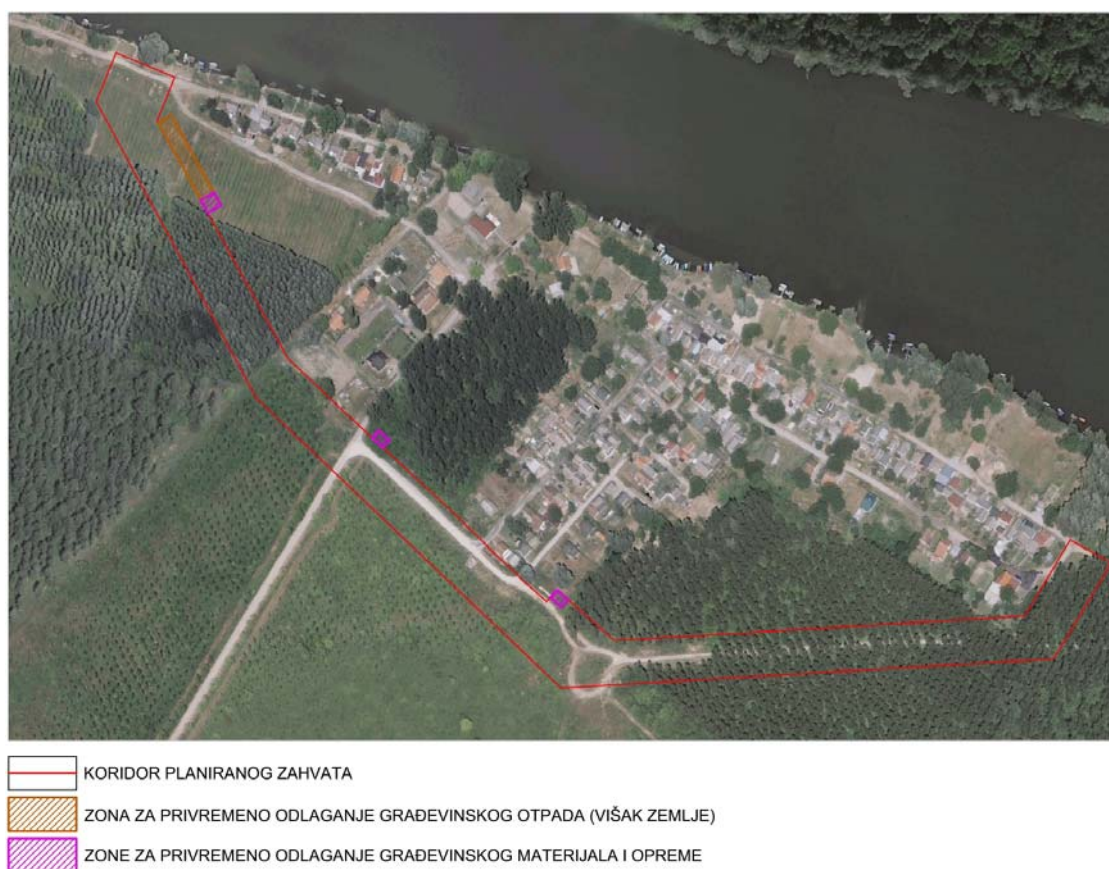 KORIDOR PLANIRANOG ZAHVATA
ZONA ZA PRIVREMENO ODLAGANJE GRAĐEVINSKOG OTPADA (VIŠAK ZEMLJE)
ZONE ZA PRIVREMENO ODLAGANJE GRAĐEVINSKOG MATERIJALA I OPREME